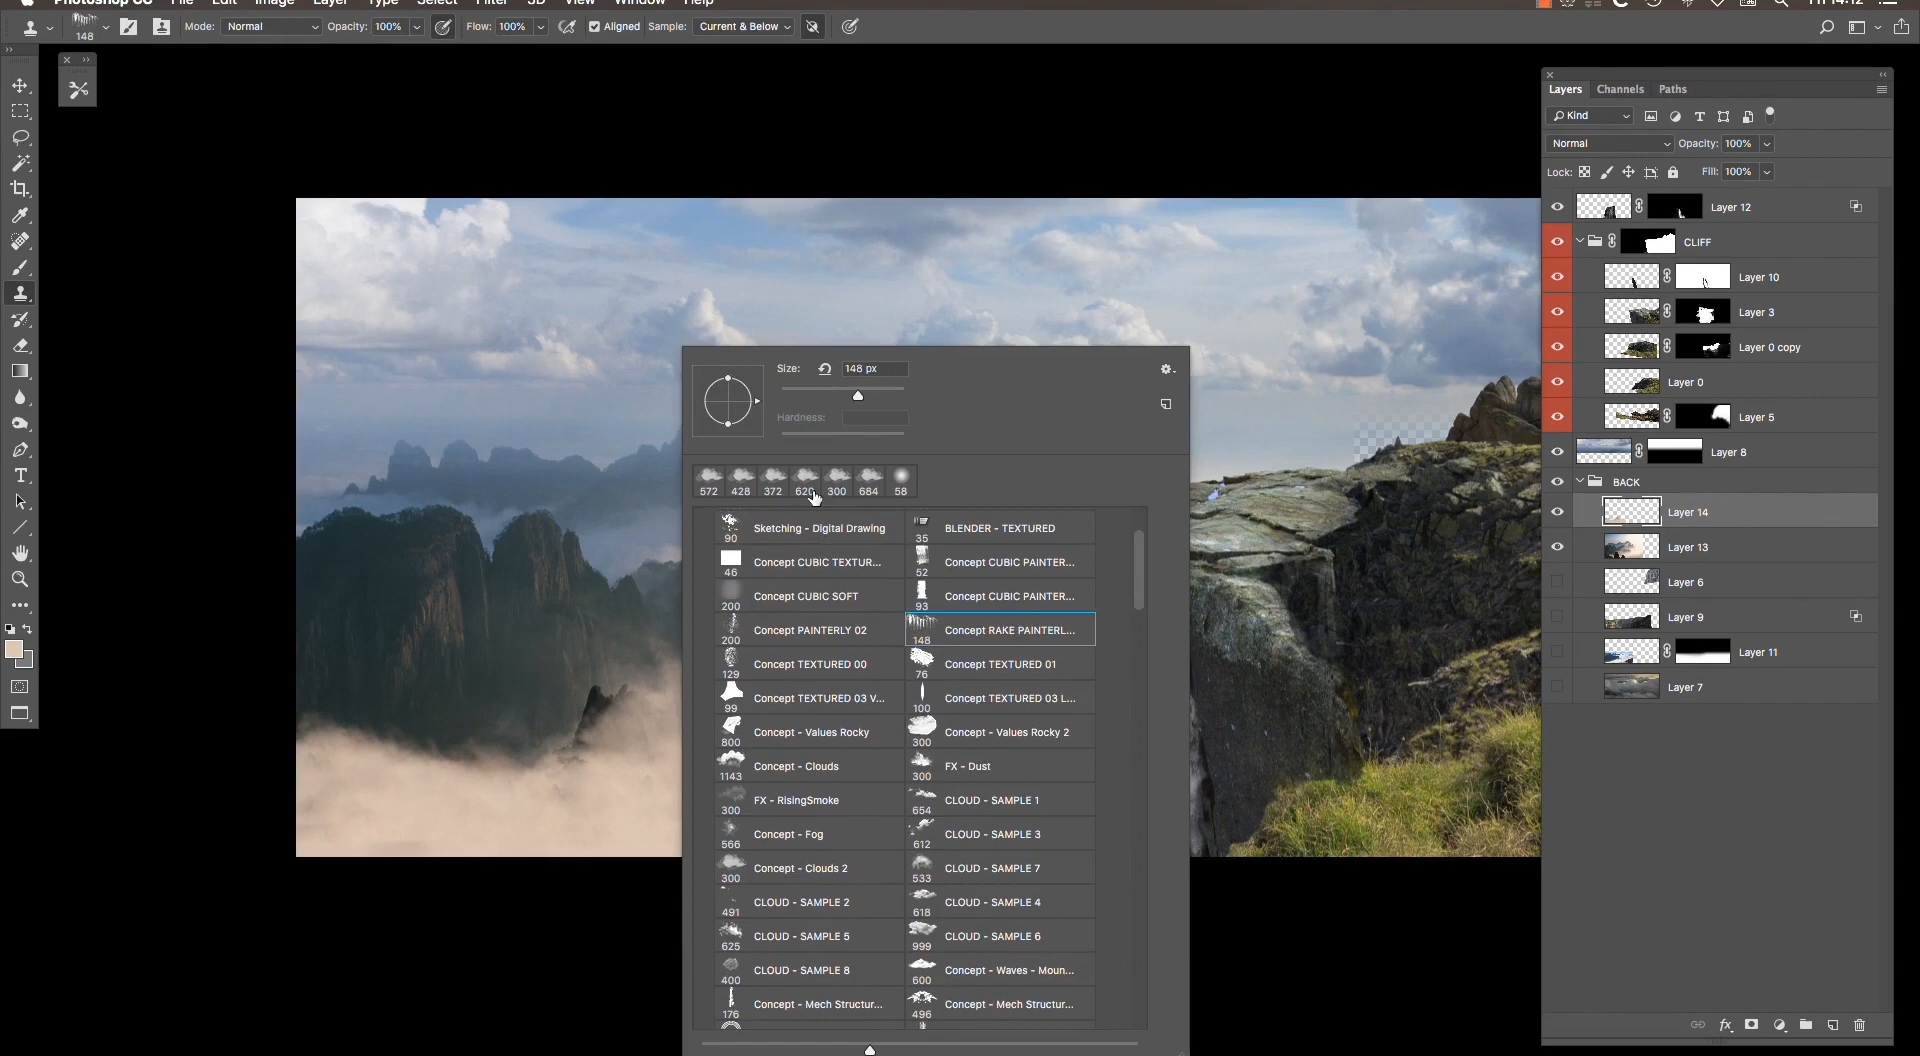 Photoshop CC File Edit Image Layer Type Select Filter 3D View Window Help Fri 14:12
148 Mode: Normal Opacity: 100% Flow: 100% Aligned Sample: Current & Below
Layers Channels Paths
Kind
Normal Opacity: 100%
Lock: Fill: 100%
Layer 12
CLIFF
Layer 10
Layer 3
Layer 0 copy
Layer 0
Layer 5
Layer 8
BACK
Layer 14
Layer 13
Layer 6
Layer 9
Layer 11
Layer 7
Size: 148 px
Hardness:
572 428 372 620 300 684 58
90 Sketching - Digital Drawing 35 BLENDER - TEXTURED
46 Concept CUBIC TEXTUR... 52 Concept CUBIC PAINTER...
200 Concept CUBIC SOFT 93 Concept CUBIC PAINTER...
200 Concept PAINTERLY 02 148 Concept RAKE PAINTERL...
129 Concept TEXTURED 00 76 Concept TEXTURED 01
99 Concept TEXTURED 03 V... 100 Concept TEXTURED 03 L...
800 Concept - Values Rocky 300 Concept - Values Rocky 2
1143 Concept - Clouds 300 FX - Dust
300 FX - RisingSmoke 654 CLOUD - SAMPLE 1
566 Concept - Fog 612 CLOUD - SAMPLE 3
300 Concept - Clouds 2 533 CLOUD - SAMPLE 7
491 CLOUD - SAMPLE 2 618 CLOUD - SAMPLE 4
625 CLOUD - SAMPLE 5 999 CLOUD - SAMPLE 6
400 CLOUD - SAMPLE 8 600 Concept - Waves - Moun...
176 Concept - Mech Structur... 496 Concept - Mech Structur...